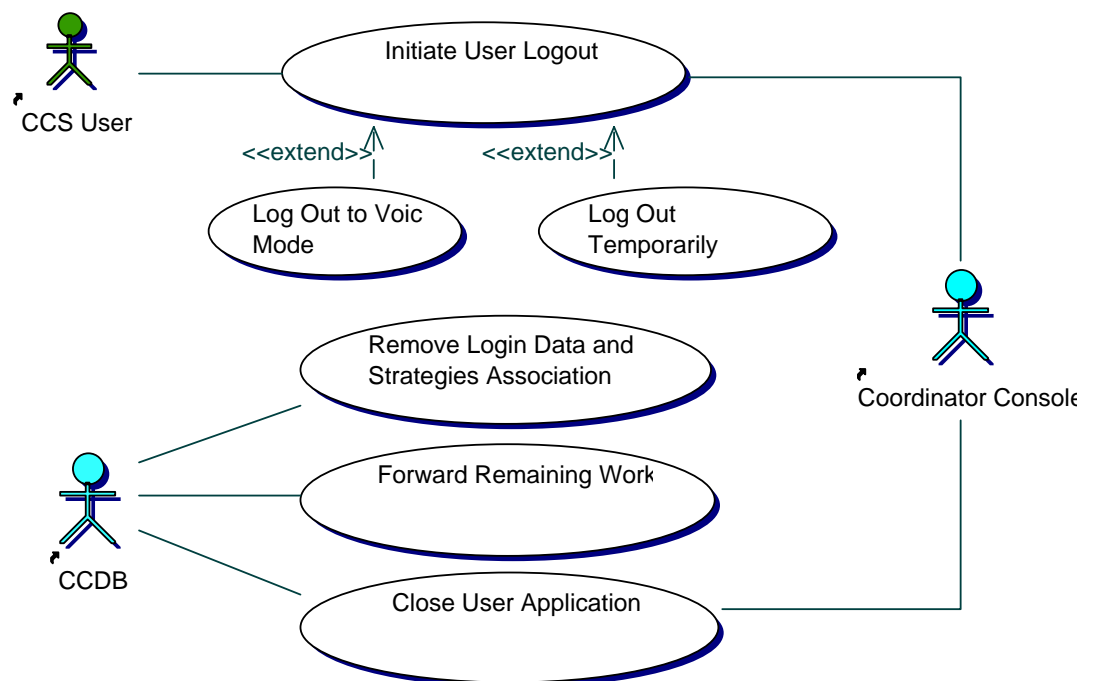 Initiate User Logout
CCS User
<<extend>>
<<extend>>
Log Out to Voic
Mode
Log Out
Temporarily
Remove Login Data and
Strategies Association
Coordinator Console
Forward Remaining Work
CCDB
Close User Application